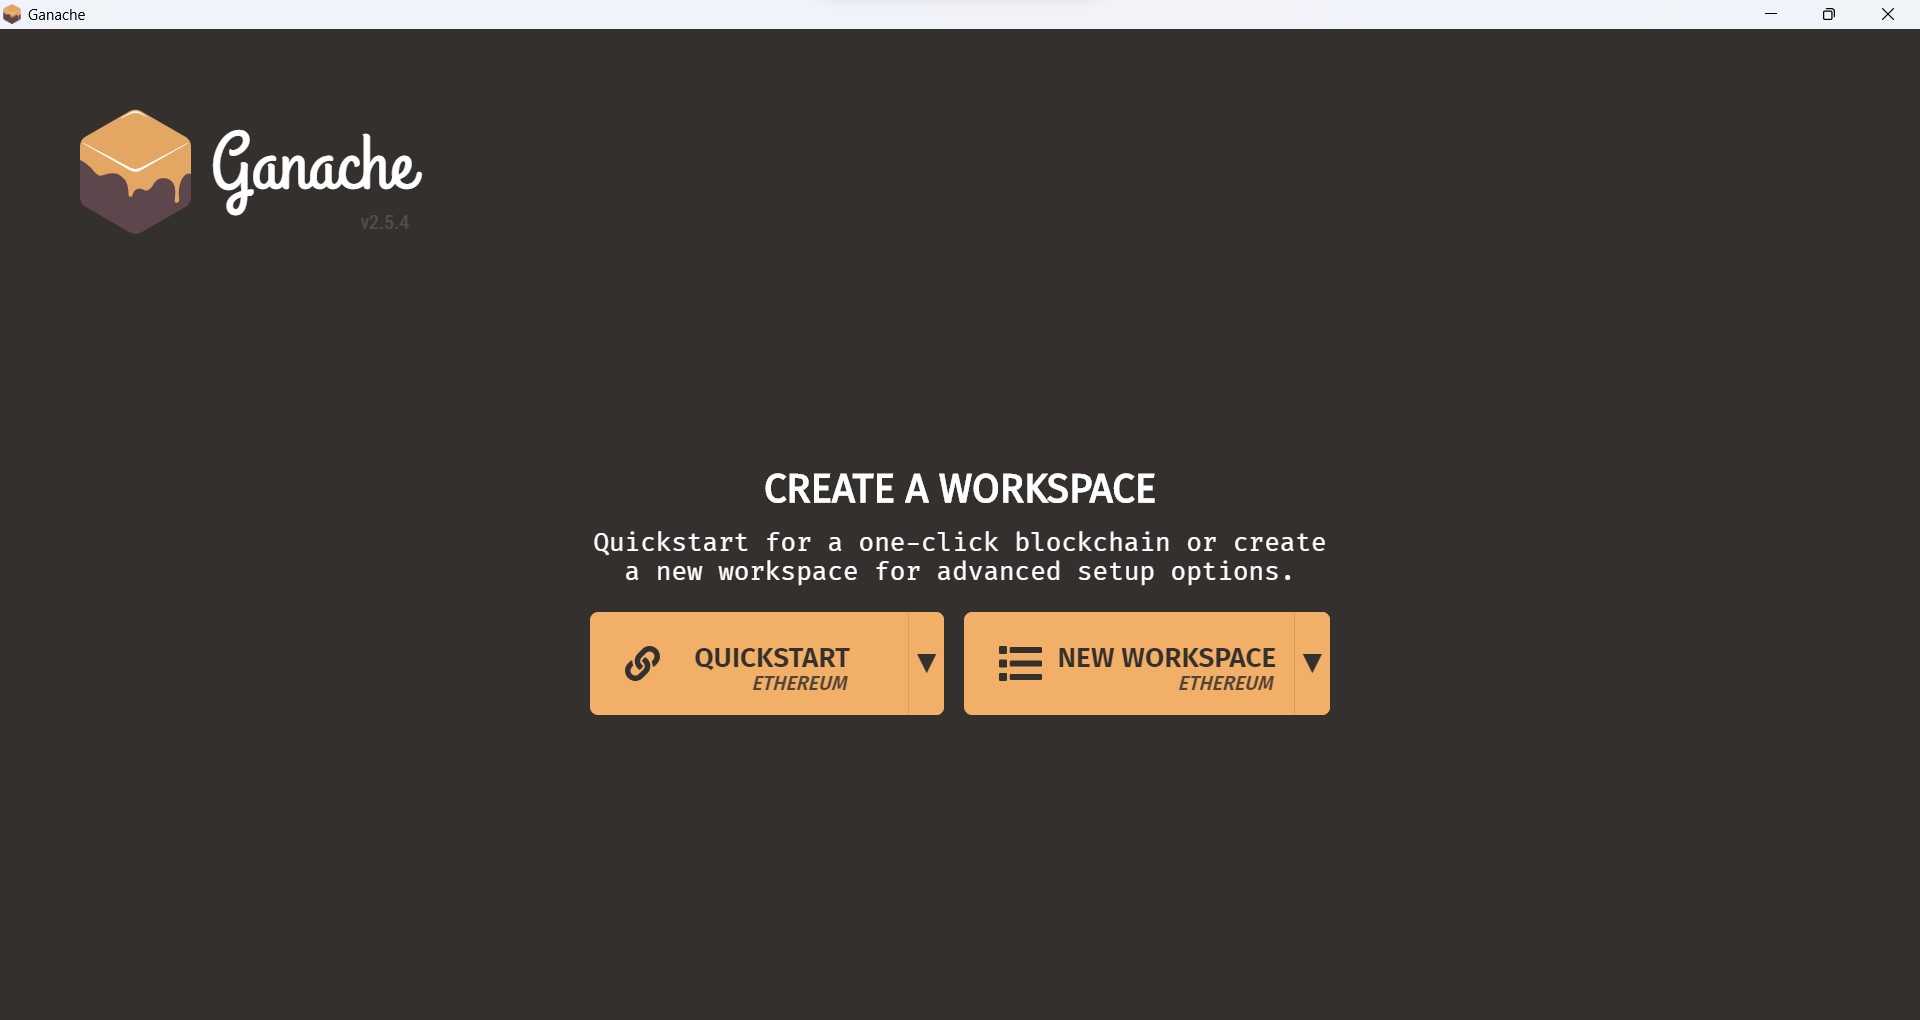 Ganache
Ganache
v2.5.4
CREATE A WORKSPACE
Quickstart for a one-click blockchain or create
a new workspace for advanced setup options.
QUICKSTART
ETHEREUM
NEW WORKSPACE
ETHEREUM